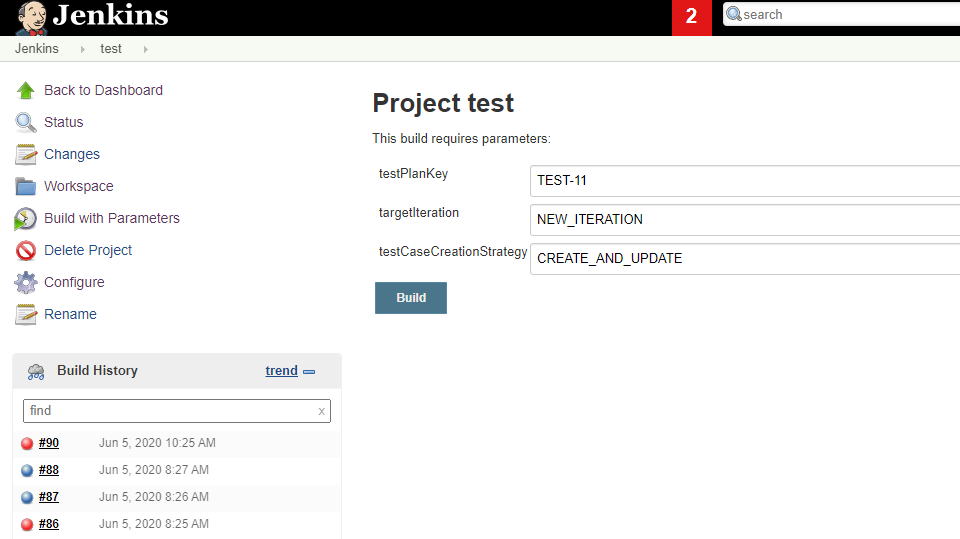 Jenkins
2
search
Jenkins
test
Back to Dashboard
Status
Changes
Workspace
Build with Parameters
Delete Project
Configure
Rename
Project test
This build requires parameters:
testPlanKey
TEST-11
targetIteration
NEW_ITERATION
testCaseCreationStrategy
CREATE_AND_UPDATE
Build
Build History
trend
find
x
#90 Jun 5, 2020 10:25 AM
#88 Jun 5, 2020 8:27 AM
#87 Jun 5, 2020 8:26 AM
#86 Jun 5, 2020 8:25 AM